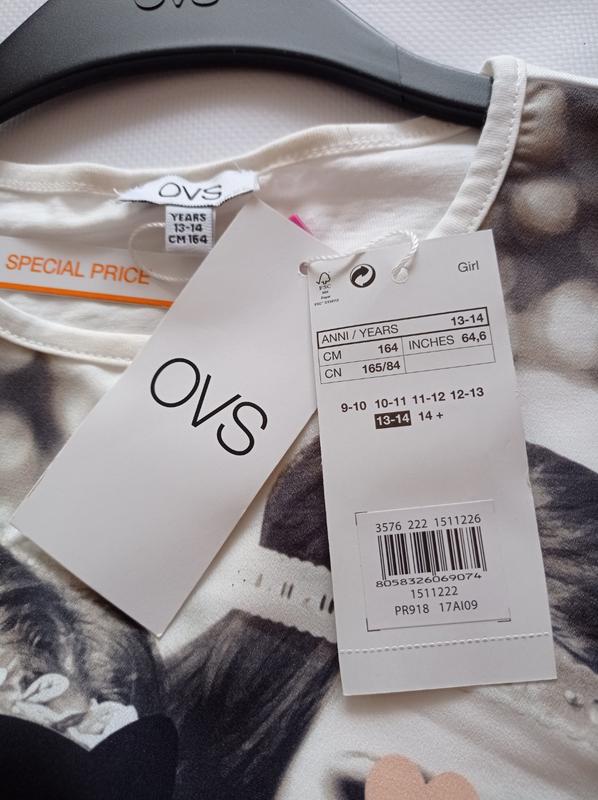 OVS
OVS
YEARS
13-14
CM 164
SPECIAL PRICE
OVS
FSC
Girl
ANNI / YEARS 13-14
CM 164 INCHES 64,6
CN 165/84
9-10 10-11 11-12 12-13
13-14 14 +
3576 222 1511226
8058326069074
1511222
PR918 17AI09